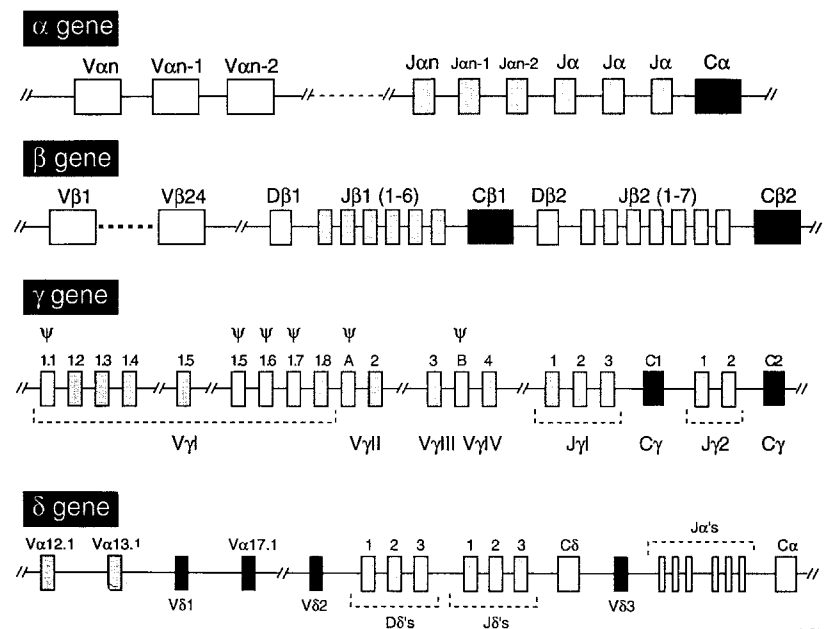 α gene
Vαn Vαn-1 Vαn-2 Jαn Jαn-1 Jαn-2 Jα Jα Jα Cα
β gene
Vβ1 Vβ24 Dβ1 Jβ1 (1-6) Cβ1 Dβ2 Jβ2 (1-7) Cβ2
γ gene
Ψ Ψ Ψ Ψ Ψ Ψ
1.1 1.2 1.3 1.4 1.5 1.5 1.6 1.7 1.8 A 2 3 B 4 1 2 3 C1 1 2 C2
VγI VγII VγIII VγIV JγI Cγ Jγ2 Cγ
δ gene
Jα's
Vα12.1 Vα13.1 Vα17.1 1 2 3 1 2 3 Cδ Cα
Vδ1 Vδ2 Vδ3
Dδ's Jδ's